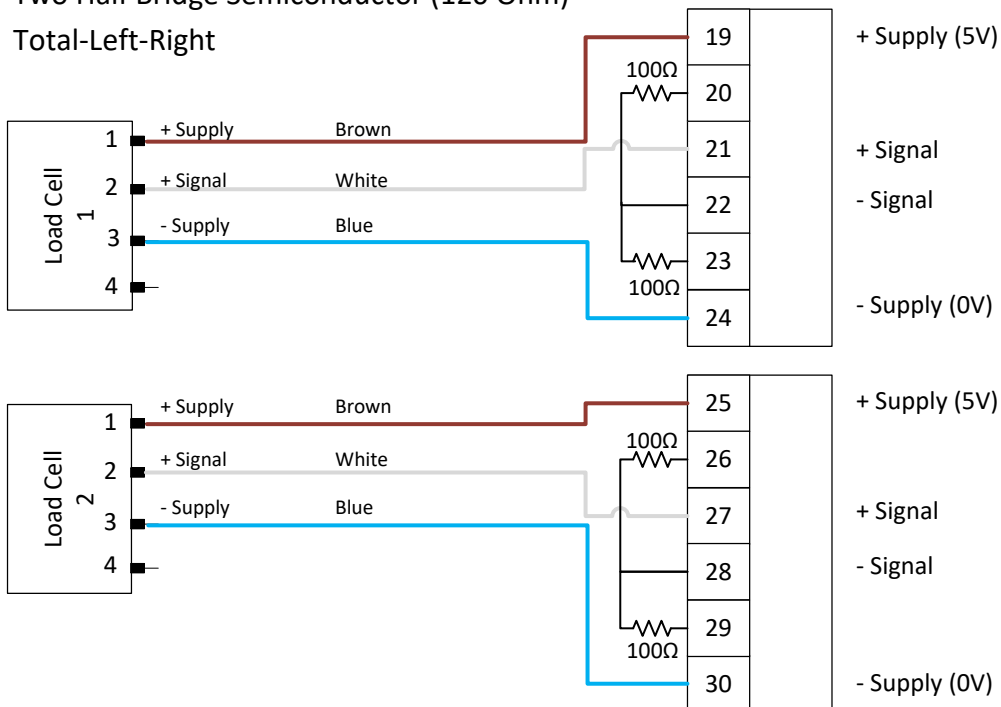 Two Half Bridge Semiconductor (120 Ohm)
Total-Left-Right
19
+ Supply (5V)
100Ω
20
1
+ Supply
Brown
21
+ Signal
2
+ Signal
White
22
- Signal
Load Cell
1
3
- Supply
Blue
23
100Ω
4
24
- Supply (0V)
25
+ Supply (5V)
1
+ Supply
Brown
100Ω
26
2
+ Signal
White
27
+ Signal
Load Cell
2
3
- Supply
Blue
28
- Signal
4
29
100Ω
30
- Supply (0V)